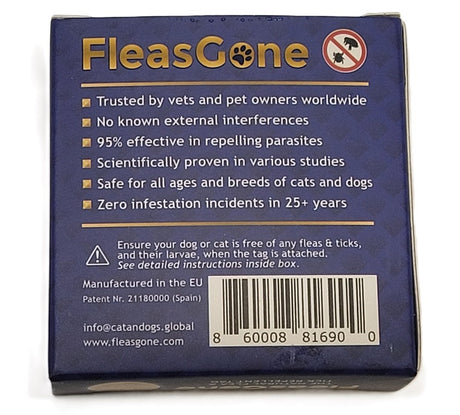 FleasGone
Trusted by vets and pet owners worldwide
No known external interferences
95% effective in repelling parasites
Scientifically proven in various studies
Safe for all ages and breeds of cats and dogs
Zero infestation incidents in 25+ years
Ensure your dog or cat is free of any fleas & ticks,
and their larvae, when the tag is attached.
See detailed instructions inside box.
Manufactured in the EU
Patent Nr. Z1180000 (Spain)
info@catandogs.global
www.fleasgone.com
8 60008 81690 0